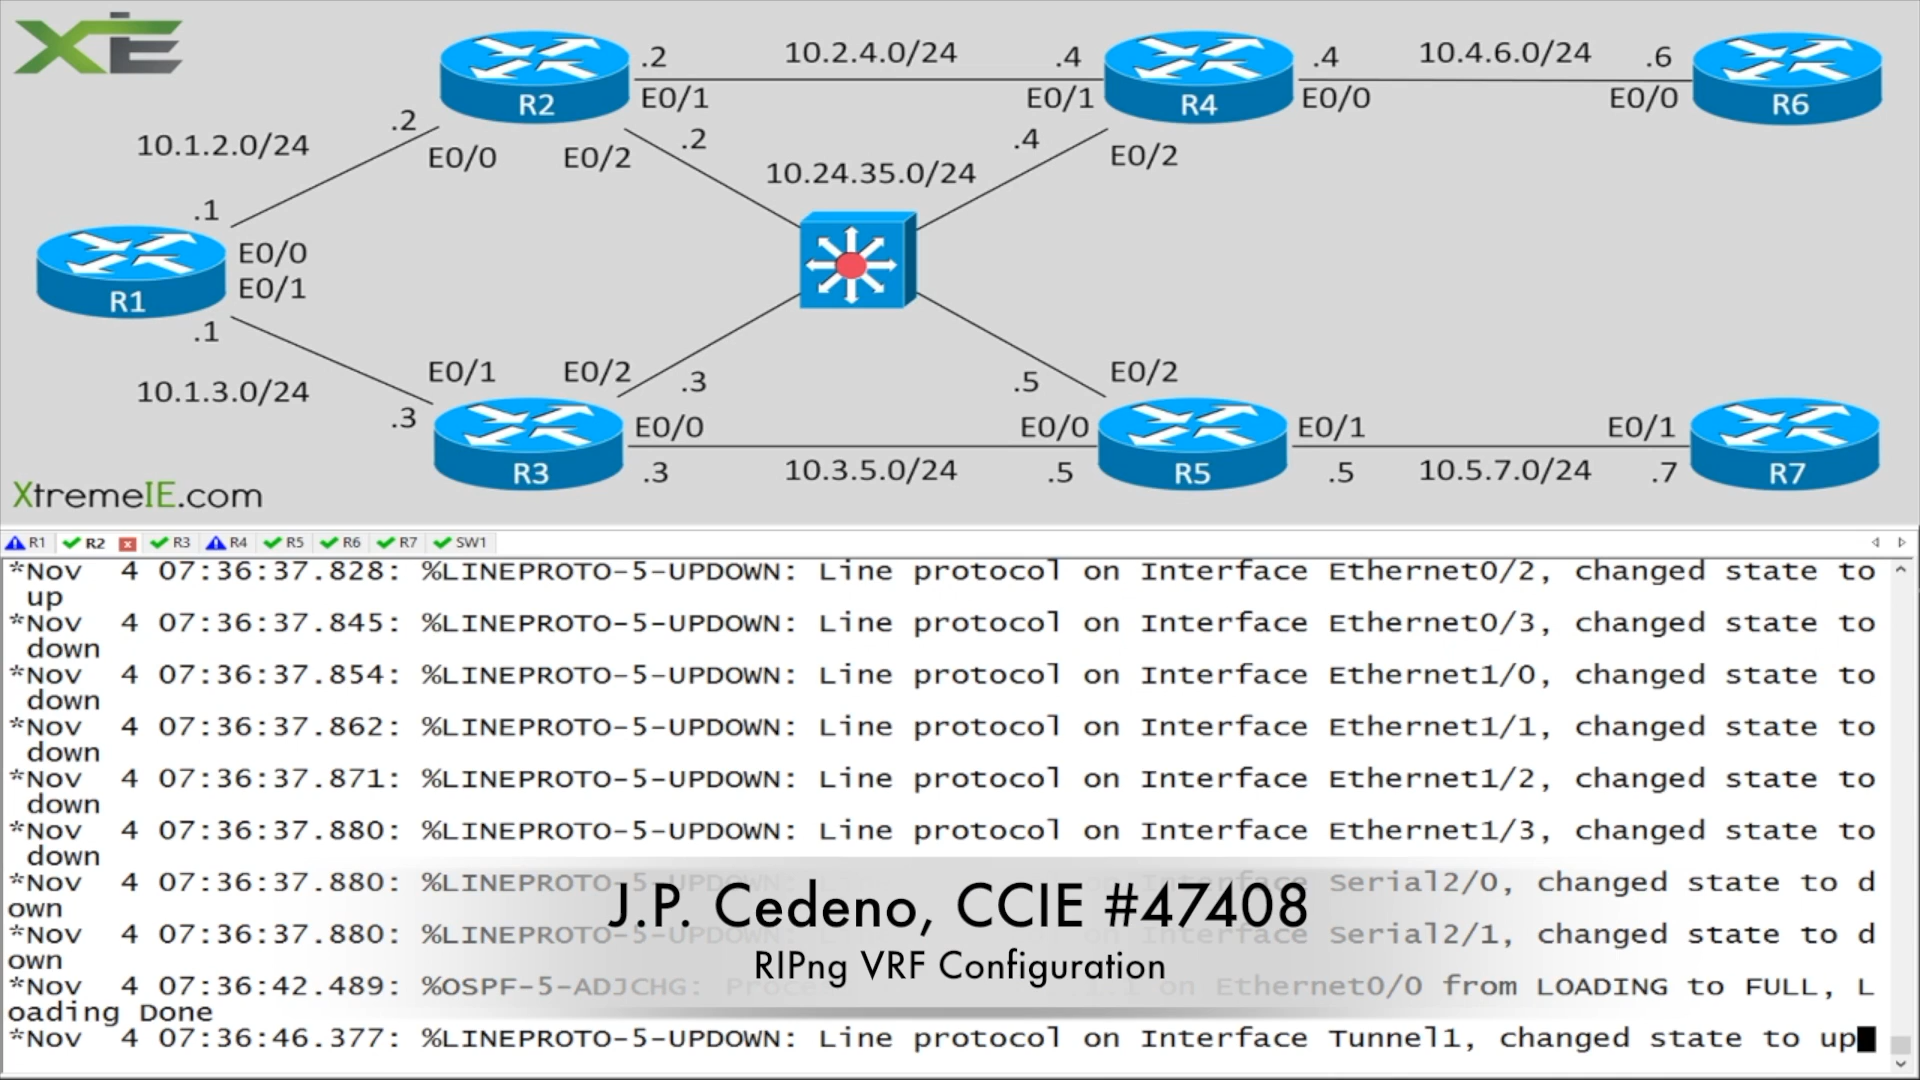 XIE
.2 10.2.4.0/24 .4 .4 10.4.6.0/24 .6
R2 E0/1 E0/1 R4 E0/0 E0/0 R6
10.1.2.0/24 .2 .2 .4
E0/0 E0/2 10.24.35.0/24 E0/2
.1
E0/0
R1 E0/1
.1
10.1.3.0/24 E0/1 E0/2 .3 .5 E0/2
.3 E0/0 E0/0 E0/1 E0/1
R3 .3 10.3.5.0/24 .5 R5 .5 10.5.7.0/24 .7 R7
XtremeIE.com
R1 R2 R3 R4 R5 R6 R7 SW1
*Nov  4 07:36:37.828: %LINEPROTO-5-UPDOWN: Line protocol on Interface Ethernet0/2, changed state to
up
*Nov  4 07:36:37.845: %LINEPROTO-5-UPDOWN: Line protocol on Interface Ethernet0/3, changed state to
down
*Nov  4 07:36:37.854: %LINEPROTO-5-UPDOWN: Line protocol on Interface Ethernet1/0, changed state to
down
*Nov  4 07:36:37.862: %LINEPROTO-5-UPDOWN: Line protocol on Interface Ethernet1/1, changed state to
down
*Nov  4 07:36:37.871: %LINEPROTO-5-UPDOWN: Line protocol on Interface Ethernet1/2, changed state to
down
*Nov  4 07:36:37.880: %LINEPROTO-5-UPDOWN: Line protocol on Interface Ethernet1/3, changed state to
down
*Nov  4 07:36:37.880: %LINEPROTO-5-UPDOWN: on Interface Serial2/0, changed state to d
own
J.P. Cedeno, CCIE #47408
*Nov  4 07:36:37.880: %LINEPROTO-5-UPDOWN: on Interface Serial2/1, changed state to d
own
RIPng VRF Configuration
*Nov  4 07:36:42.489: %OSPF-5-ADJCHG: on Ethernet0/0 from LOADING to FULL, L
oading Done
*Nov  4 07:36:46.377: %LINEPROTO-5-UPDOWN: Line protocol on Interface Tunnel1, changed state to up